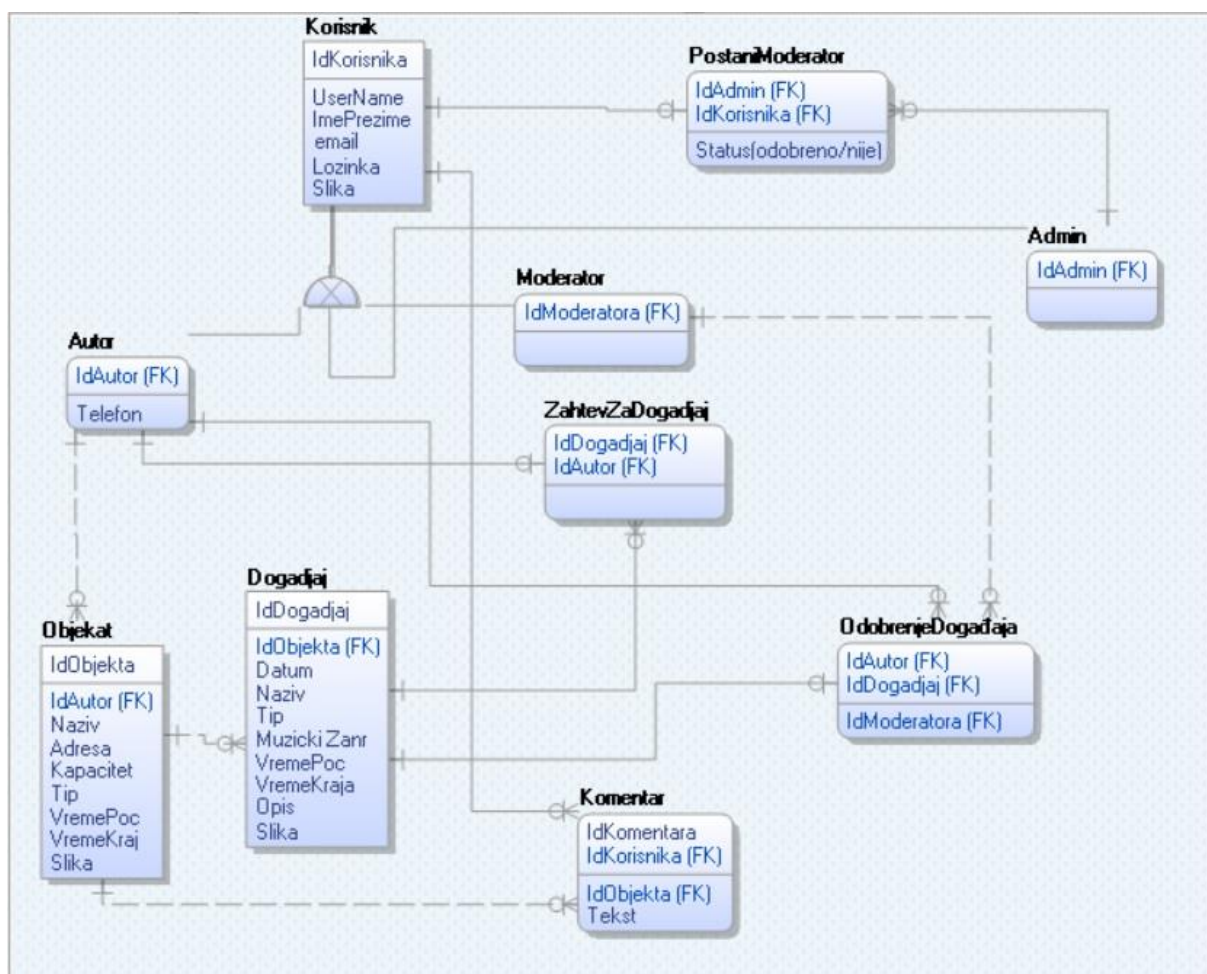 Korisnik
IdKorisnika
UserName
ImePrezime
email
Lozinka
Slika
PostaniModerator
IdAdmin (FK)
IdKorisnika (FK)
Status(odobreno/nije)
Admin
IdAdmin (FK)
Moderator
IdModeratora (FK)
Autor
IdAutor (FK)
Telefon
ZahtevZaDogadjaj
IdDogadjaj (FK)
IdAutor (FK)
Dogadjaj
IdDogadjaj
IdObjekta (FK)
Datum
Naziv
Tip
Muzicki Zanr
VremePoc
VremeKraja
Opis
Slika
Objekat
IdObjekta
IdAutor (FK)
Naziv
Adresa
Kapacitet
Tip
VremePoc
VremeKraj
Slika
OdobrenjeDogađaja
IdAutor (FK)
IdDogadjaj (FK)
IdModeratora (FK)
Komentar
IdKomentara
IdKorisnika (FK)
IdObjekta (FK)
Tekst